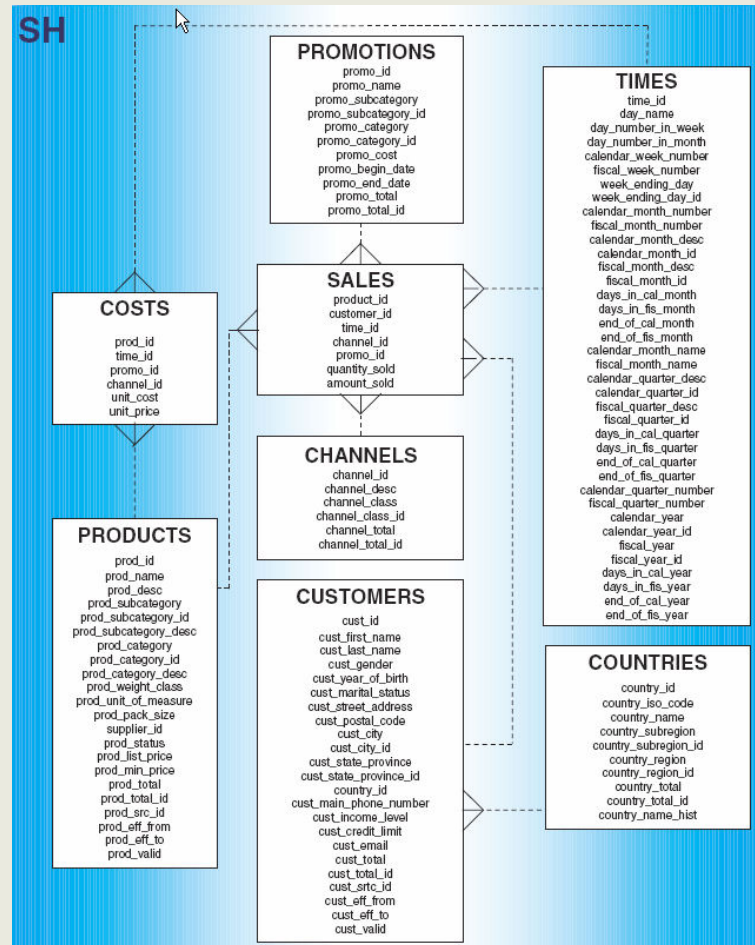 SH
PROMOTIONS
promo_id
promo_name
promo_subcategory
promo_subcategory_id
promo_category
promo_category_id
promo_cost
promo_begin_date
promo_end_date
promo_total
promo_total_id
TIMES
time_id
day_name
day_number_in_week
day_number_in_month
calendar_week_number
fiscal_week_number
week_ending_day
week_ending_day_id
calendar_month_number
fiscal_month_number
calendar_month_desc
calendar_month_id
fiscal_month_desc
fiscal_month_id
days_in_cal_month
days_in_fis_month
end_of_cal_month
end_of_fis_month
calendar_month_name
fiscal_month_name
calendar_quarter_desc
calendar_quarter_id
fiscal_quarter_desc
fiscal_quarter_id
days_in_cal_quarter
days_in_fis_quarter
end_of_cal_quarter
end_of_fis_quarter
calendar_quarter_number
fiscal_quarter_number
calendar_year
calendar_year_id
fiscal_year
fiscal_year_id
days_in_cal_year
days_in_fis_year
end_of_cal_year
end_of_fis_year
COSTS
prod_id
time_id
promo_id
channel_id
unit_cost
unit_price
SALES
product_id
customer_id
time_id
channel_id
promo_id
quantity_sold
amount_sold
CHANNELS
channel_id
channel_desc
channel_class
channel_class_id
channel_total
channel_total_id
PRODUCTS
prod_id
prod_name
prod_desc
prod_subcategory
prod_subcategory_id
prod_subcategory_desc
prod_category
prod_category_id
prod_category_desc
prod_weight_class
prod_unit_of_measure
prod_pack_size
supplier_id
prod_status
prod_list_price
prod_min_price
prod_total
prod_total_id
prod_src_id
prod_eff_from
prod_eff_to
prod_valid
CUSTOMERS
cust_id
cust_first_name
cust_last_name
cust_gender
cust_year_of_birth
cust_marital_status
cust_street_address
cust_postal_code
cust_city
cust_city_id
cust_state_province
cust_state_province_id
country_id
cust_main_phone_number
cust_income_level
cust_credit_limit
cust_email
cust_total
cust_total_id
cust_srtc_id
cust_eff_from
cust_eff_to
cust_valid
COUNTRIES
country_id
country_iso_code
country_name
country_subregion
country_subregion_id
country_region
country_region_id
country_total
country_total_id
country_name_hist